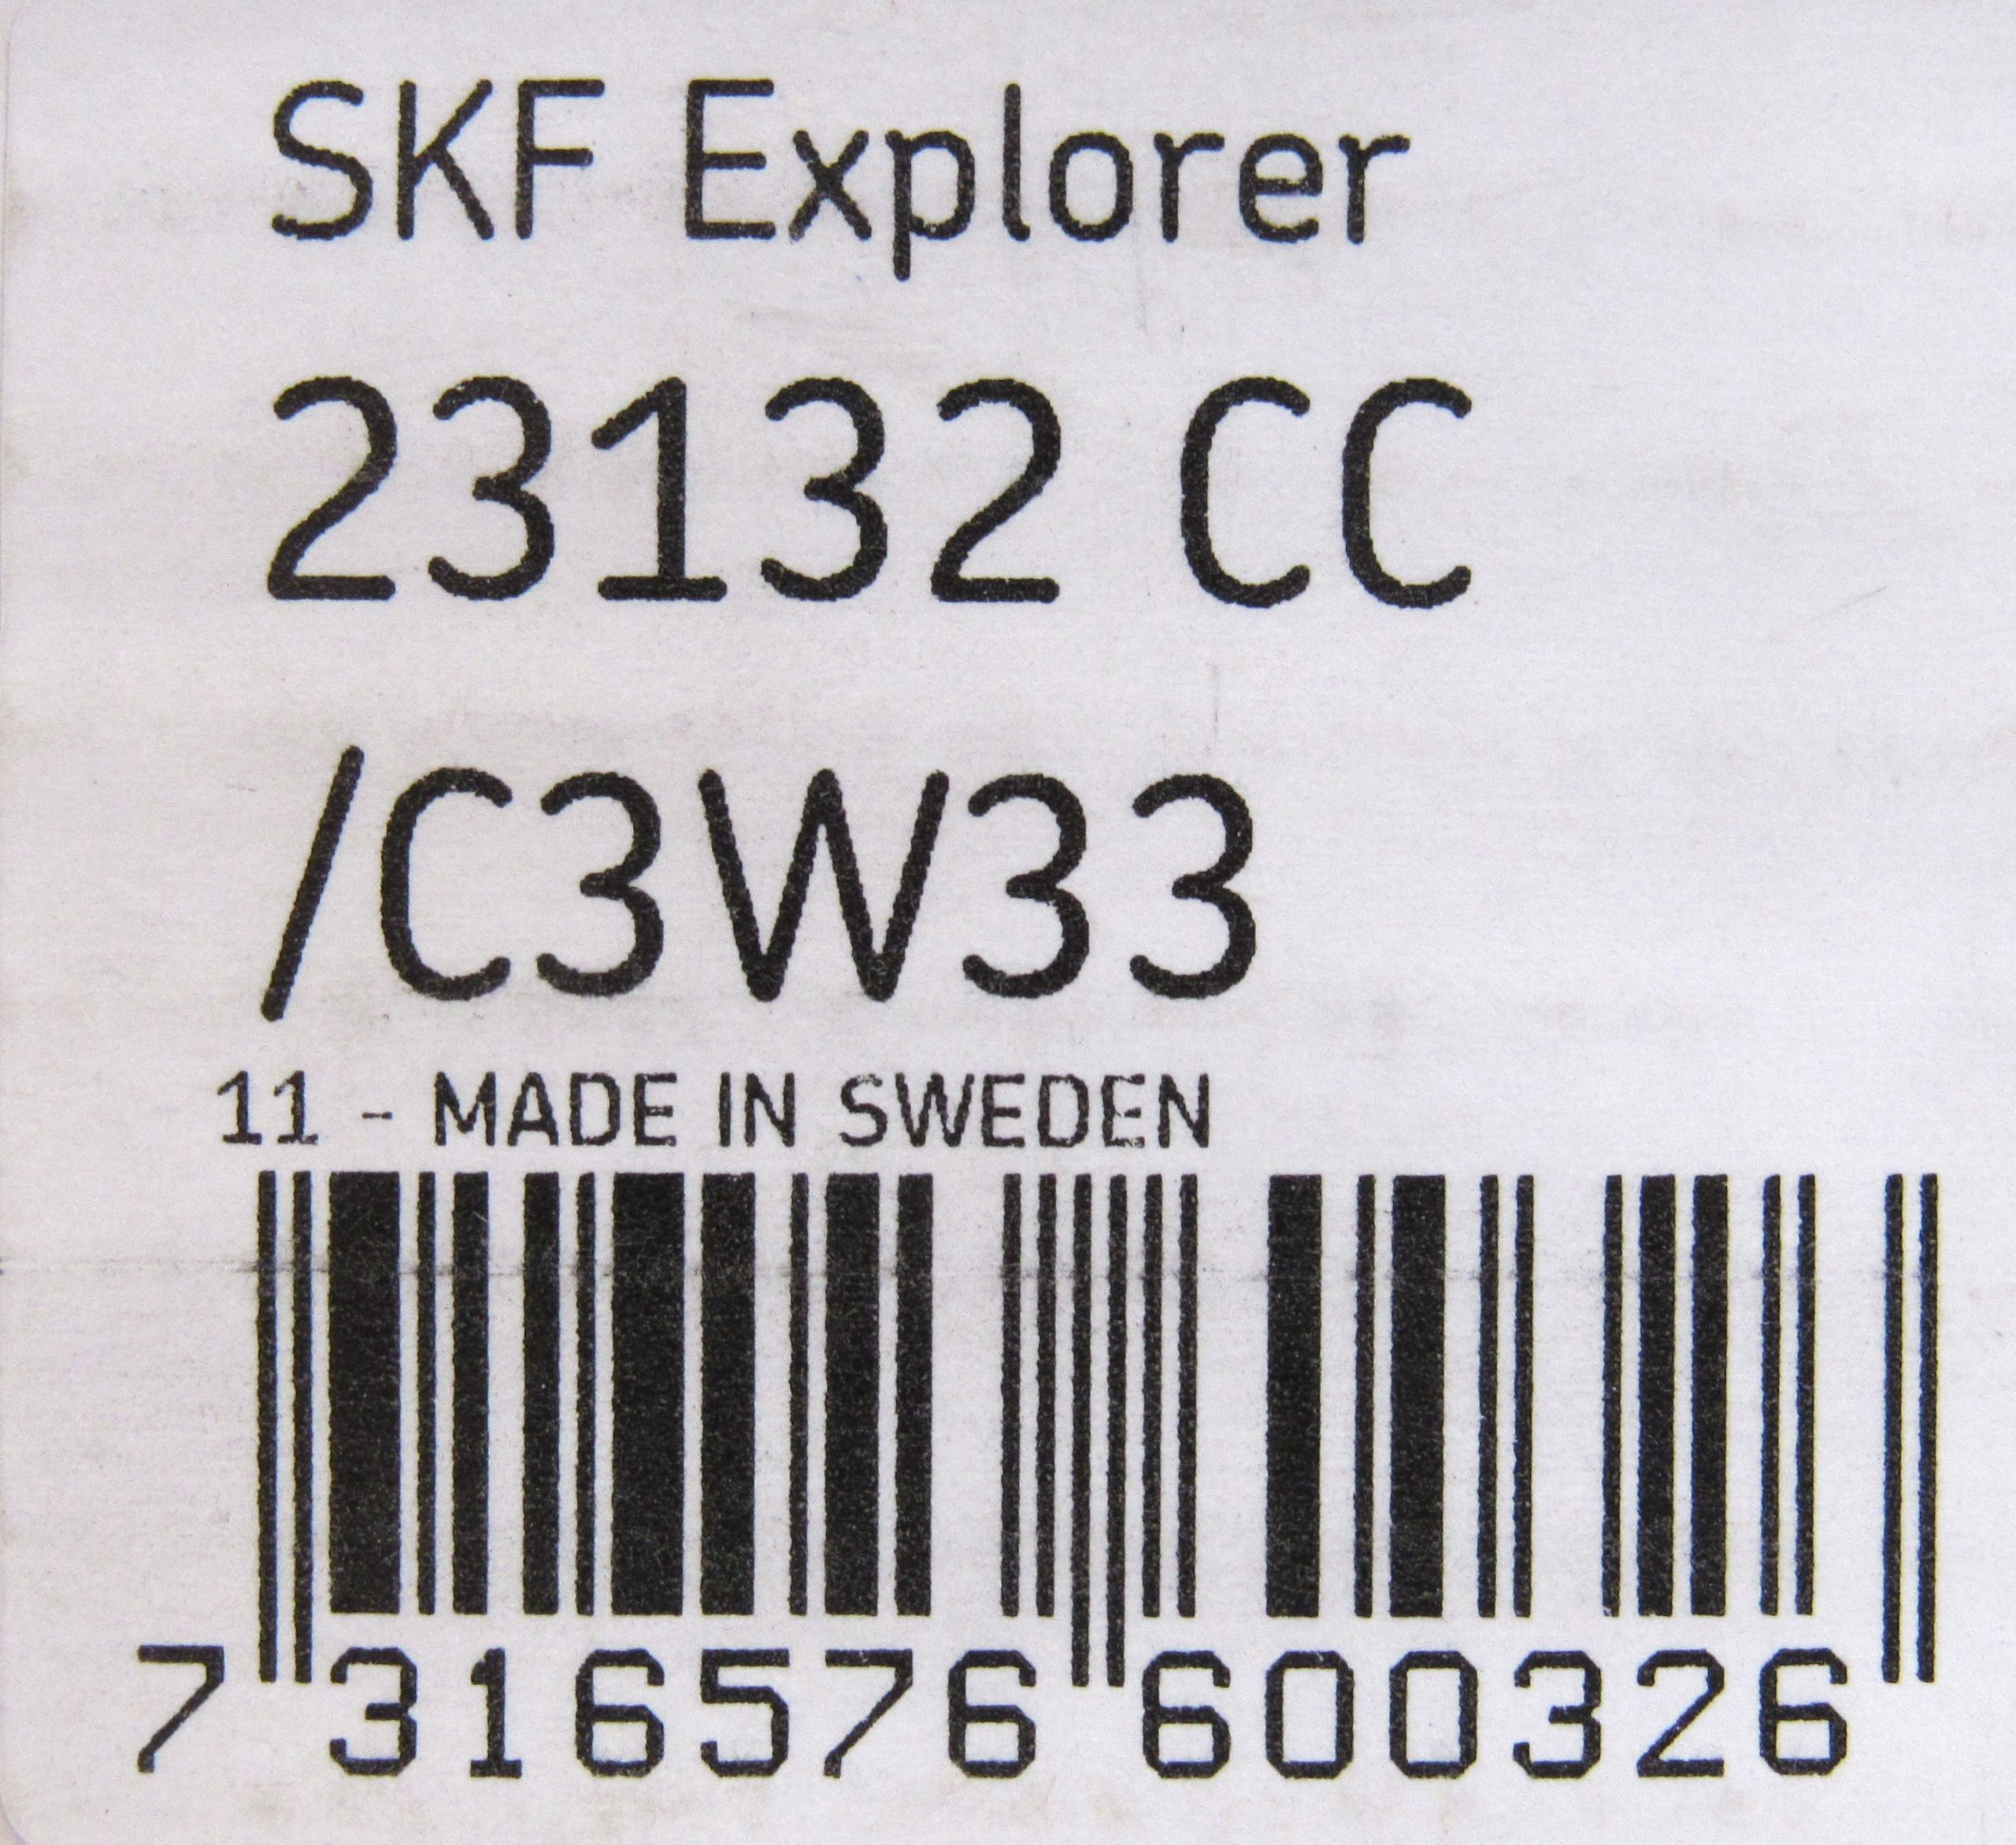 SKF Explorer
23132 CC
/C3W33
11 - MADE IN SWEDEN
7 316576 600326